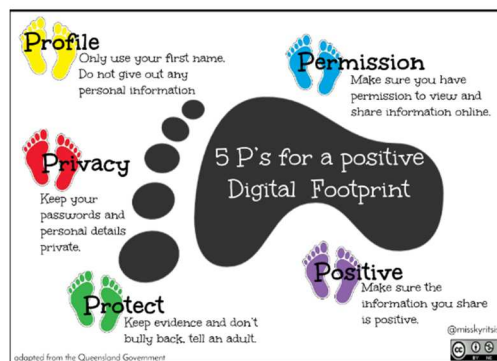 Profile
Only use your first name.
Do not give out any
personal information
Permission
Make sure you have
permission to view and
share information online.
5 P's for a positive
Digital Footprint
Privacy
Keep your
passwords and
personal details
private.
Positive
Make sure the
information you share
is positive.
Protect
Keep evidence and don't
bully back, tell an adult.
@misskyritsis
cc
BY NC
adapted from the Queensland Government